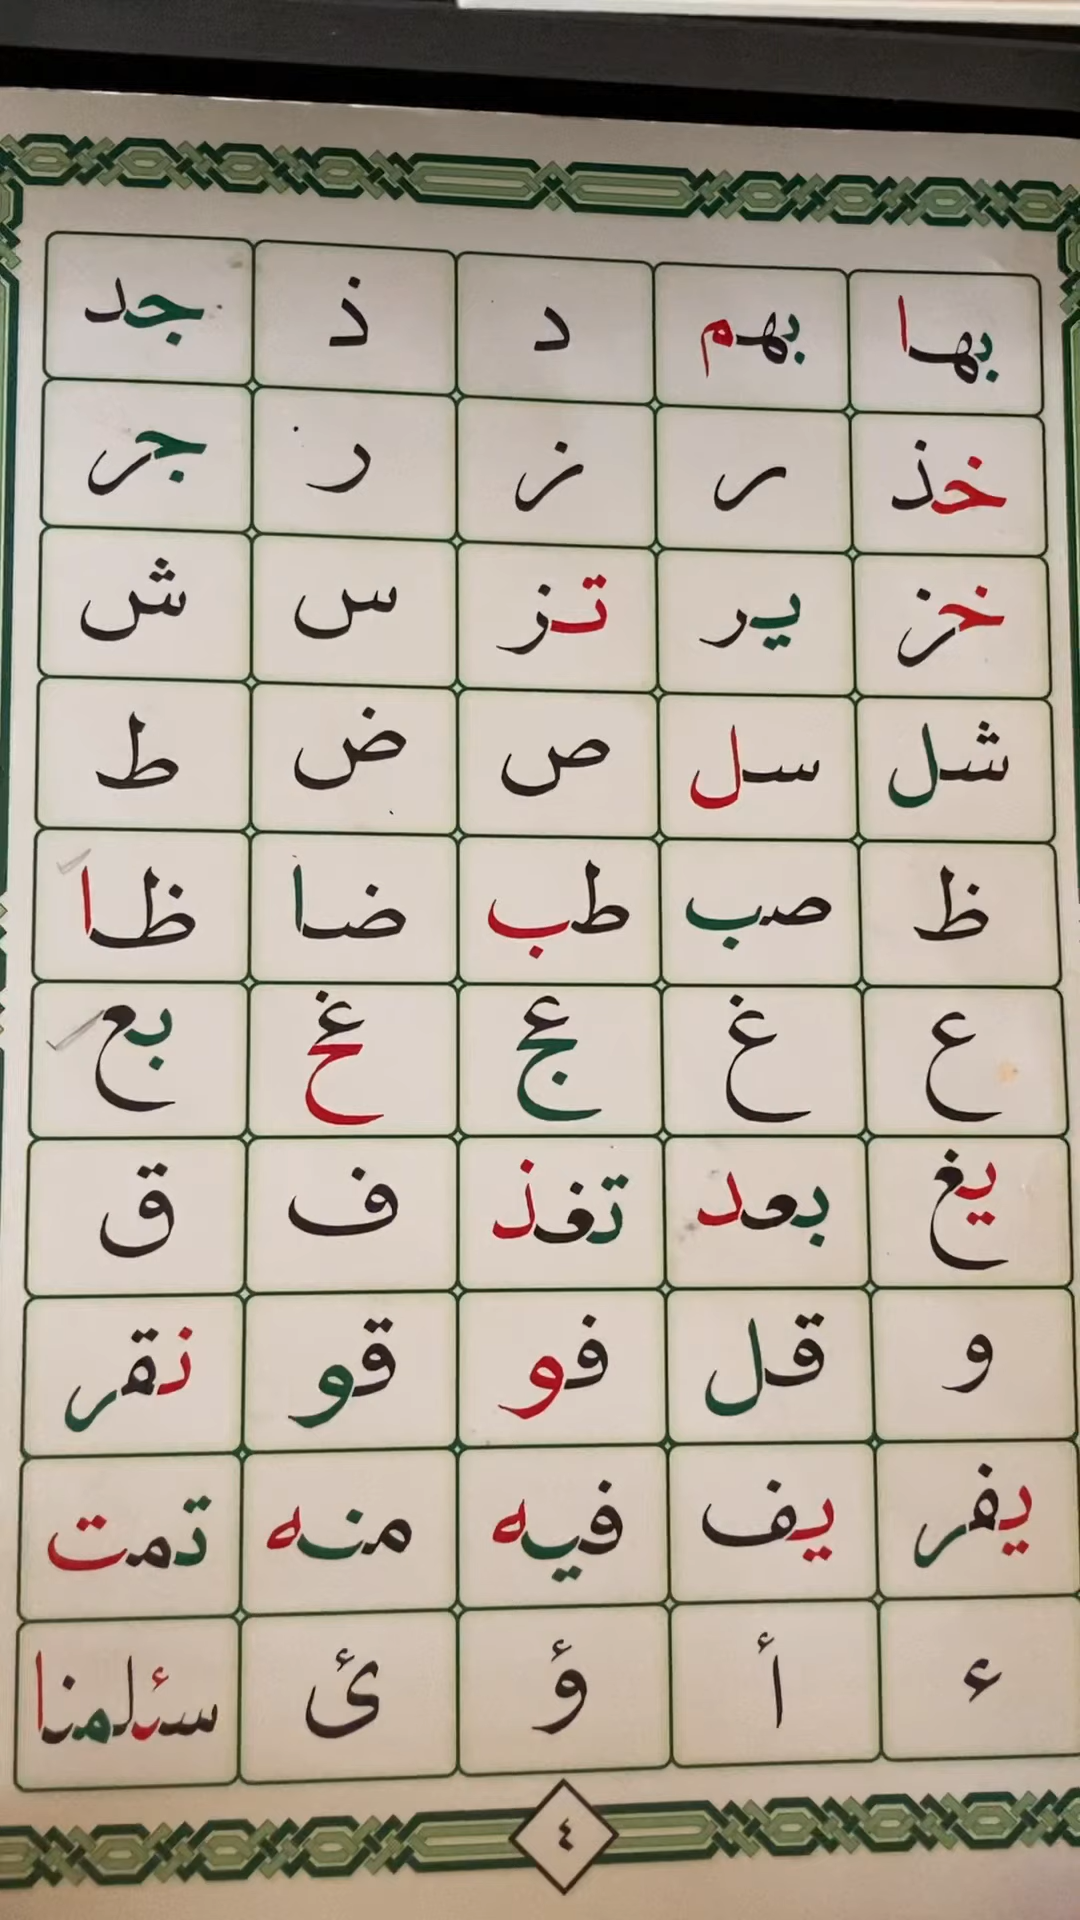 بها بهم د ذ جد
خذ ر ز ر جر
خز ير تز س ش
شل سل ص ض ط
ظ صب طب ضا ظا
ع غ عج غخ بع
يغ بعد تغذ ف ق
و قل فو قو نقر
يفر يف فيه منه تمت
ء أ ؤ ئ سئلمنا
٤